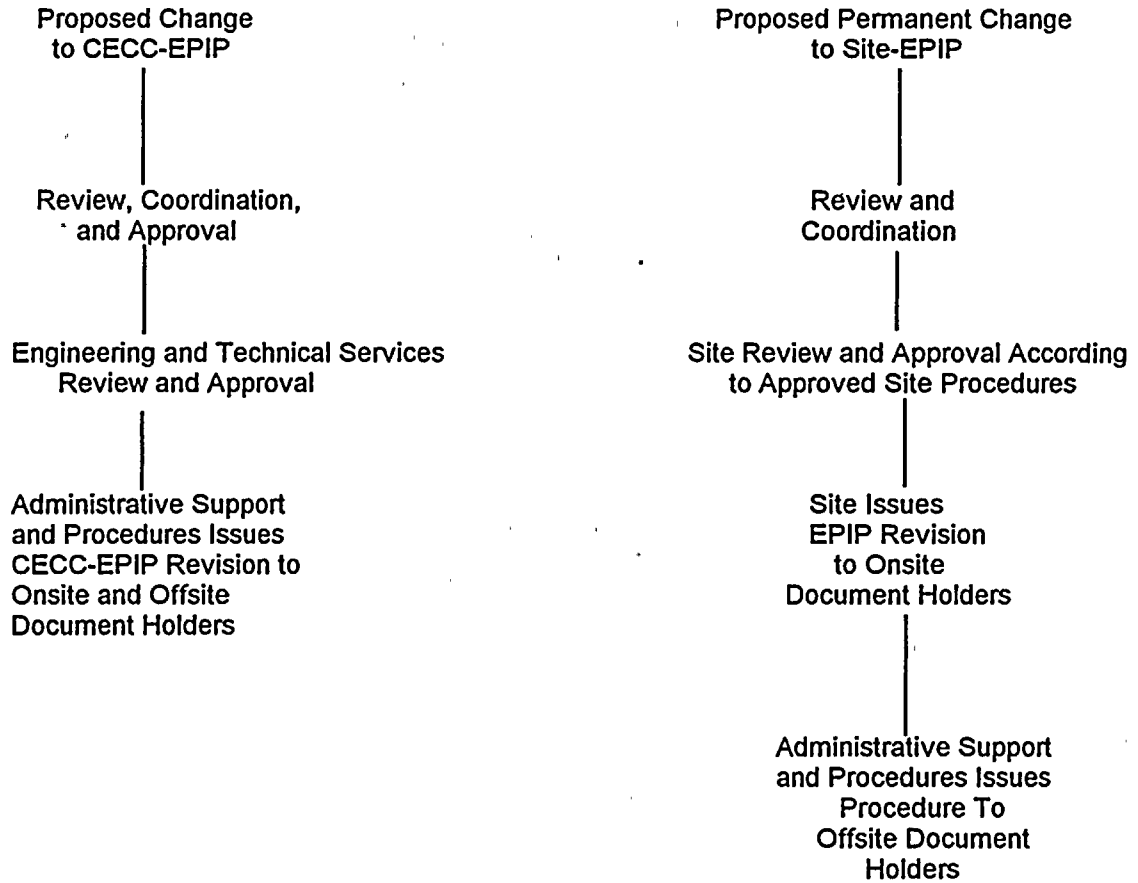 Proposed Change
to CECC-EPIP
Review, Coordination,
and Approval
Engineering and Technical Services
Review and Approval
Administrative Support
and Procedures Issues
CECC-EPIP Revision to
Onsite and Offsite
Document Holders
Proposed Permanent Change
to Site-EPIP
Review and
Coordination
Site Review and Approval According
to Approved Site Procedures
Site Issues
EPIP Revision
to Onsite
Document Holders
Administrative Support
and Procedures Issues
Procedure To
Offsite Document
Holders